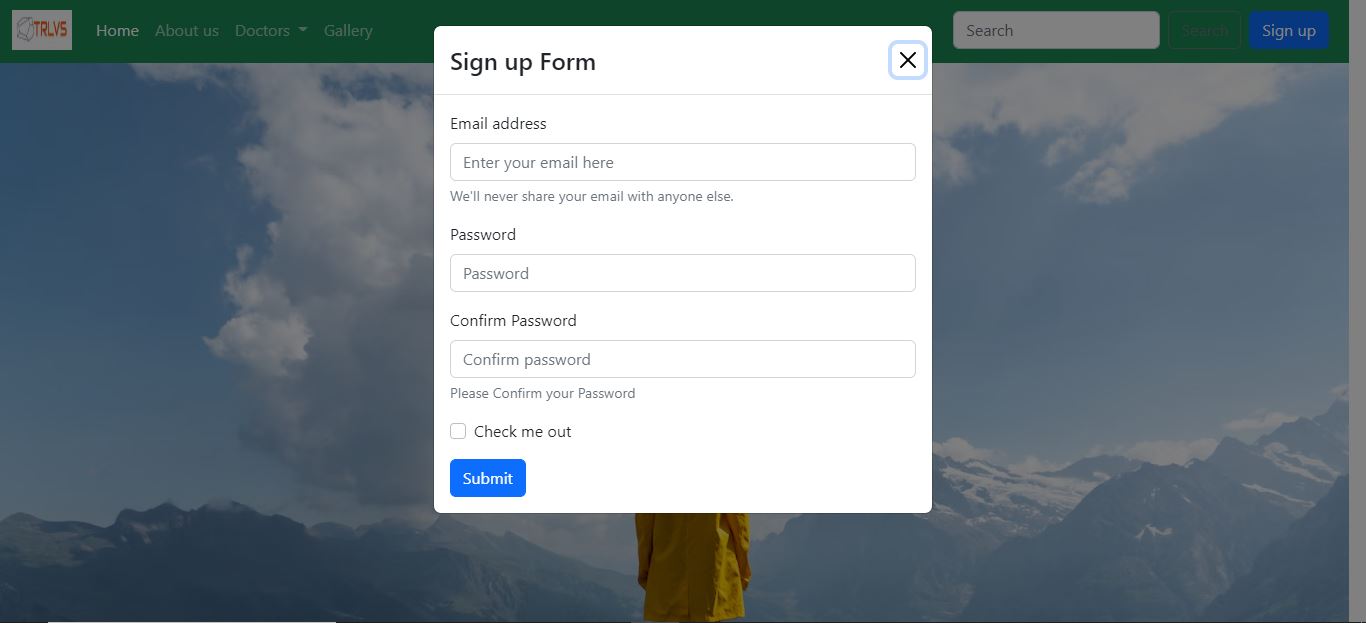 TRLVS
Home About us Doctors Gallery
Search Search Sign up
Sign up Form
Email address
Enter your email here
We'll never share your email with anyone else.
Password
Password
Confirm Password
Confirm password
Please Confirm your Password
Check me out
Submit